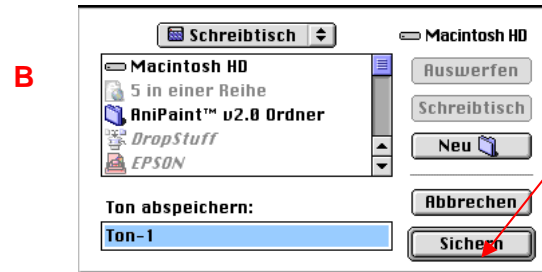 B
Schreibtisch
Macintosh HD
Macintosh HD
5 in einer Reihe
AniPaint™ v2.0 Ordner
DropStuff
EPSON
Auswerfen
Schreibtisch
Neu
Ton abspeichern:
Ton-1
Abbrechen
Sichern